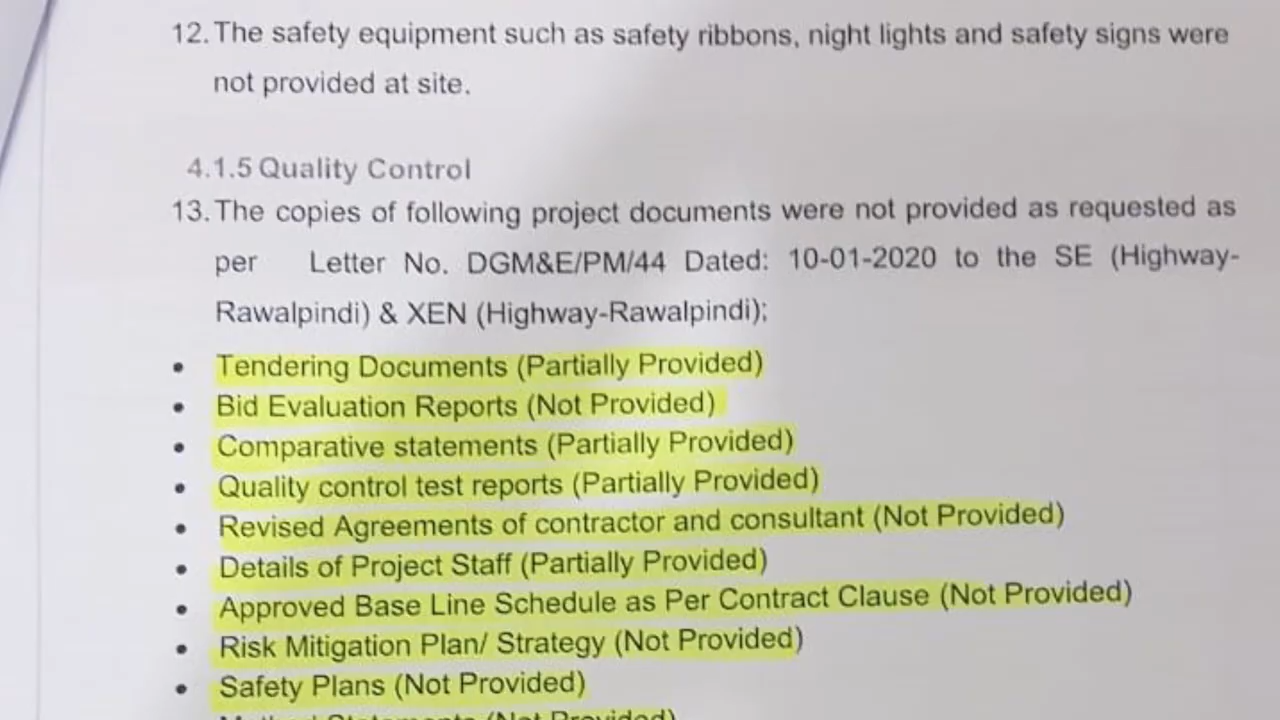 12. The safety equipment such as safety ribbons, night lights and safety signs were
not provided at site.
4.1.5 Quality Control
13. The copies of following project documents were not provided as requested as
per Letter No. DGM&E/PM/44 Dated: 10-01-2020 to the SE (Highway-
Rawalpindi) & XEN (Highway-Rawalpindi);
• Tendering Documents (Partially Provided)
• Bid Evaluation Reports (Not Provided)
• Comparative statements (Partially Provided)
• Quality control test reports (Partially Provided)
• Revised Agreements of contractor and consultant (Not Provided)
• Details of Project Staff (Partially Provided)
• Approved Base Line Schedule as Per Contract Clause (Not Provided)
• Risk Mitigation Plan/ Strategy (Not Provided)
• Safety Plans (Not Provided)
Method Statements (Not Provided)